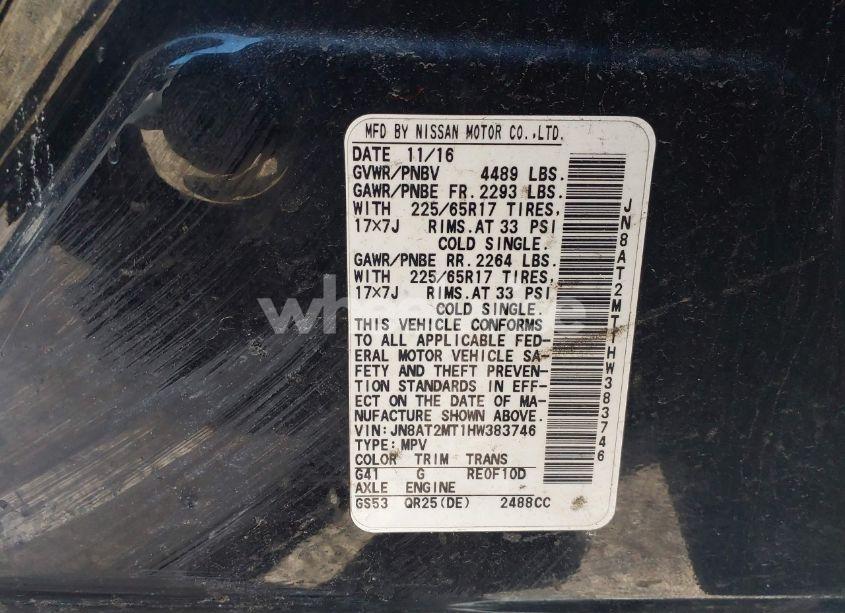 MFD BY NISSAN MOTOR CO.,LTD.
DATE 11/16
GVWR/PNBV 4489 LBS.
GAWR/PNBE FR. 2293 LBS.
WITH 225/65R17 TIRES,
17×7J RIMS.AT 33 PSI
COLD SINGLE.
GAWR/PNBE RR. 2264 LBS.
WITH 225/65R17 TIRES,
17×7J RIMS.AT 33 PSI
COLD SINGLE.
THIS VEHICLE CONFORMS
TO ALL APPLICABLE FED-
ERAL MOTOR VEHICLE SA-
FETY AND THEFT PREVEN-
TION STANDARDS IN EFF-
ECT ON THE DATE OF MA-
NUFACTURE SHOWN ABOVE.
VIN:JN8AT2MT1HW383746
TYPE:MPV
COLOR TRIM TRANS
G41 G RE0F10D
AXLE ENGINE
GS53 QR25(DE) 2488CC
JN8AT2MT1HW383746